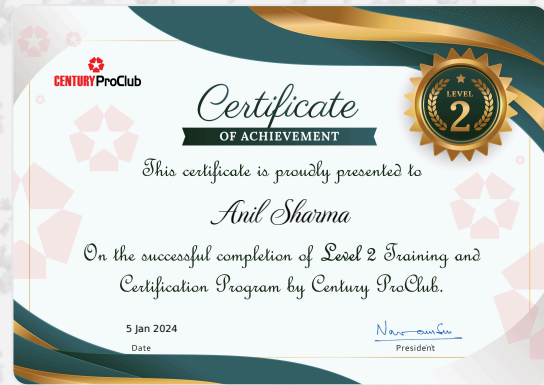 CENTURY ProClub
LEVEL
2
Certificate
OF ACHIEVEMENT
This certificate is proudly presented to
Anil Sharma
On the successful completion of Level 2 Training and
Certification Program by Century ProClub.
5 Jan 2024
Date
President